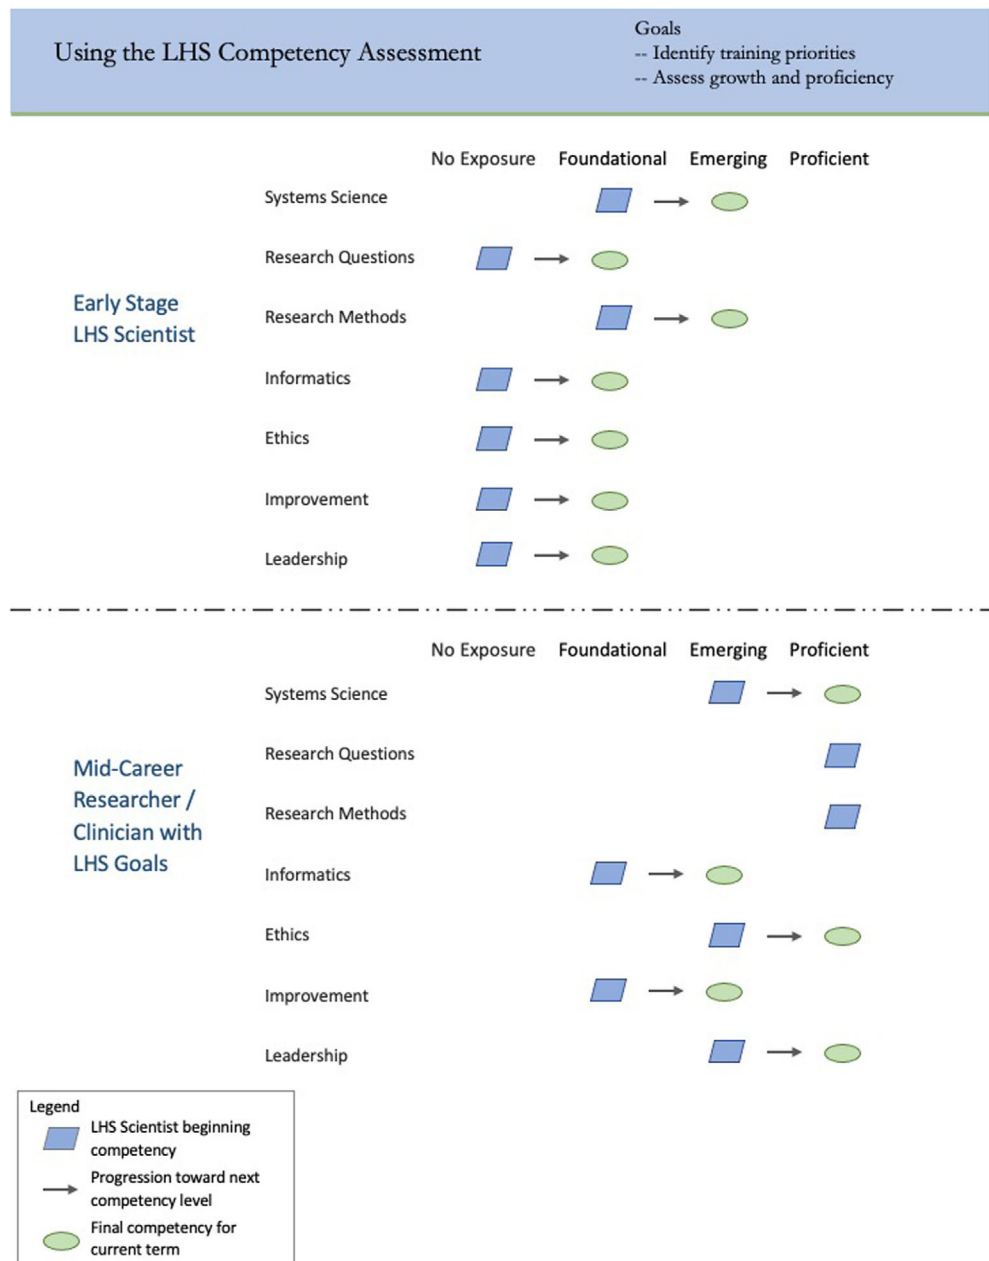 Using the LHS Competency Assessment
Goals
-- Identify training priorities
-- Assess growth and proficiency
No Exposure Foundational Emerging Proficient
Systems Science
Research Questions
Early Stage
LHS Scientist
Research Methods
Informatics
Ethics
Improvement
Leadership
No Exposure Foundational Emerging Proficient
Systems Science
Research Questions
Mid-Career
Researcher /
Clinician with
LHS Goals
Research Methods
Informatics
Ethics
Improvement
Leadership
Legend
LHS Scientist beginning
competency
Progression toward next
competency level
Final competency for
current term